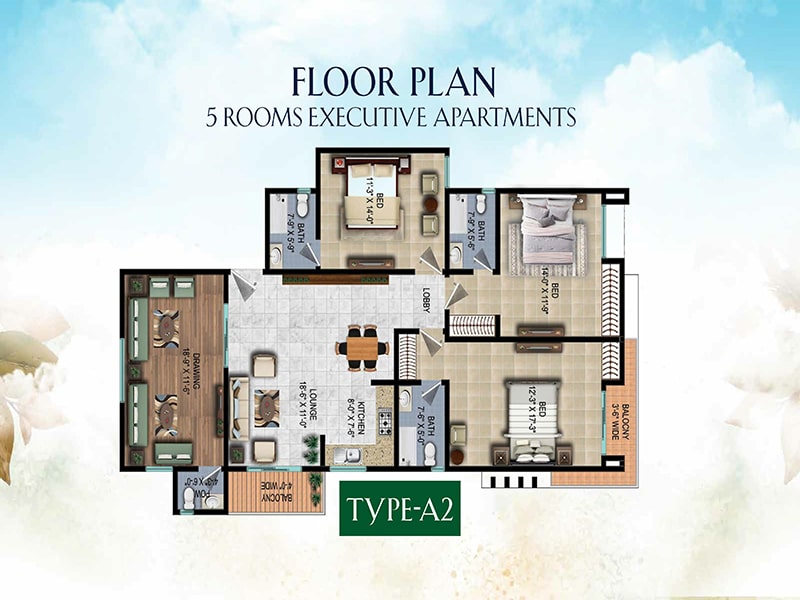 FLOOR PLAN
5 ROOMS EXECUTIVE APARTMENTS
BED
11'-3" X 14'-0"
BATH
7'-9" X 5'-9"
BATH
7'-9" X 5'-6"
BED
14'-0" X 11'-9"
LOBBY
DRAWING
18'-9" X 11'-6"
LOUNGE
18'-6" X 11'-0"
KITCHEN
8'-0" X 7'-6"
BATH
7'-6" X 5'-0"
BED
12'-3" X 17'-3"
BALOCNY
3'-6" WIDE
POW.
4'-3" X 6'-0"
BALOCNY
4'-0" WIDE
TYPE-A2